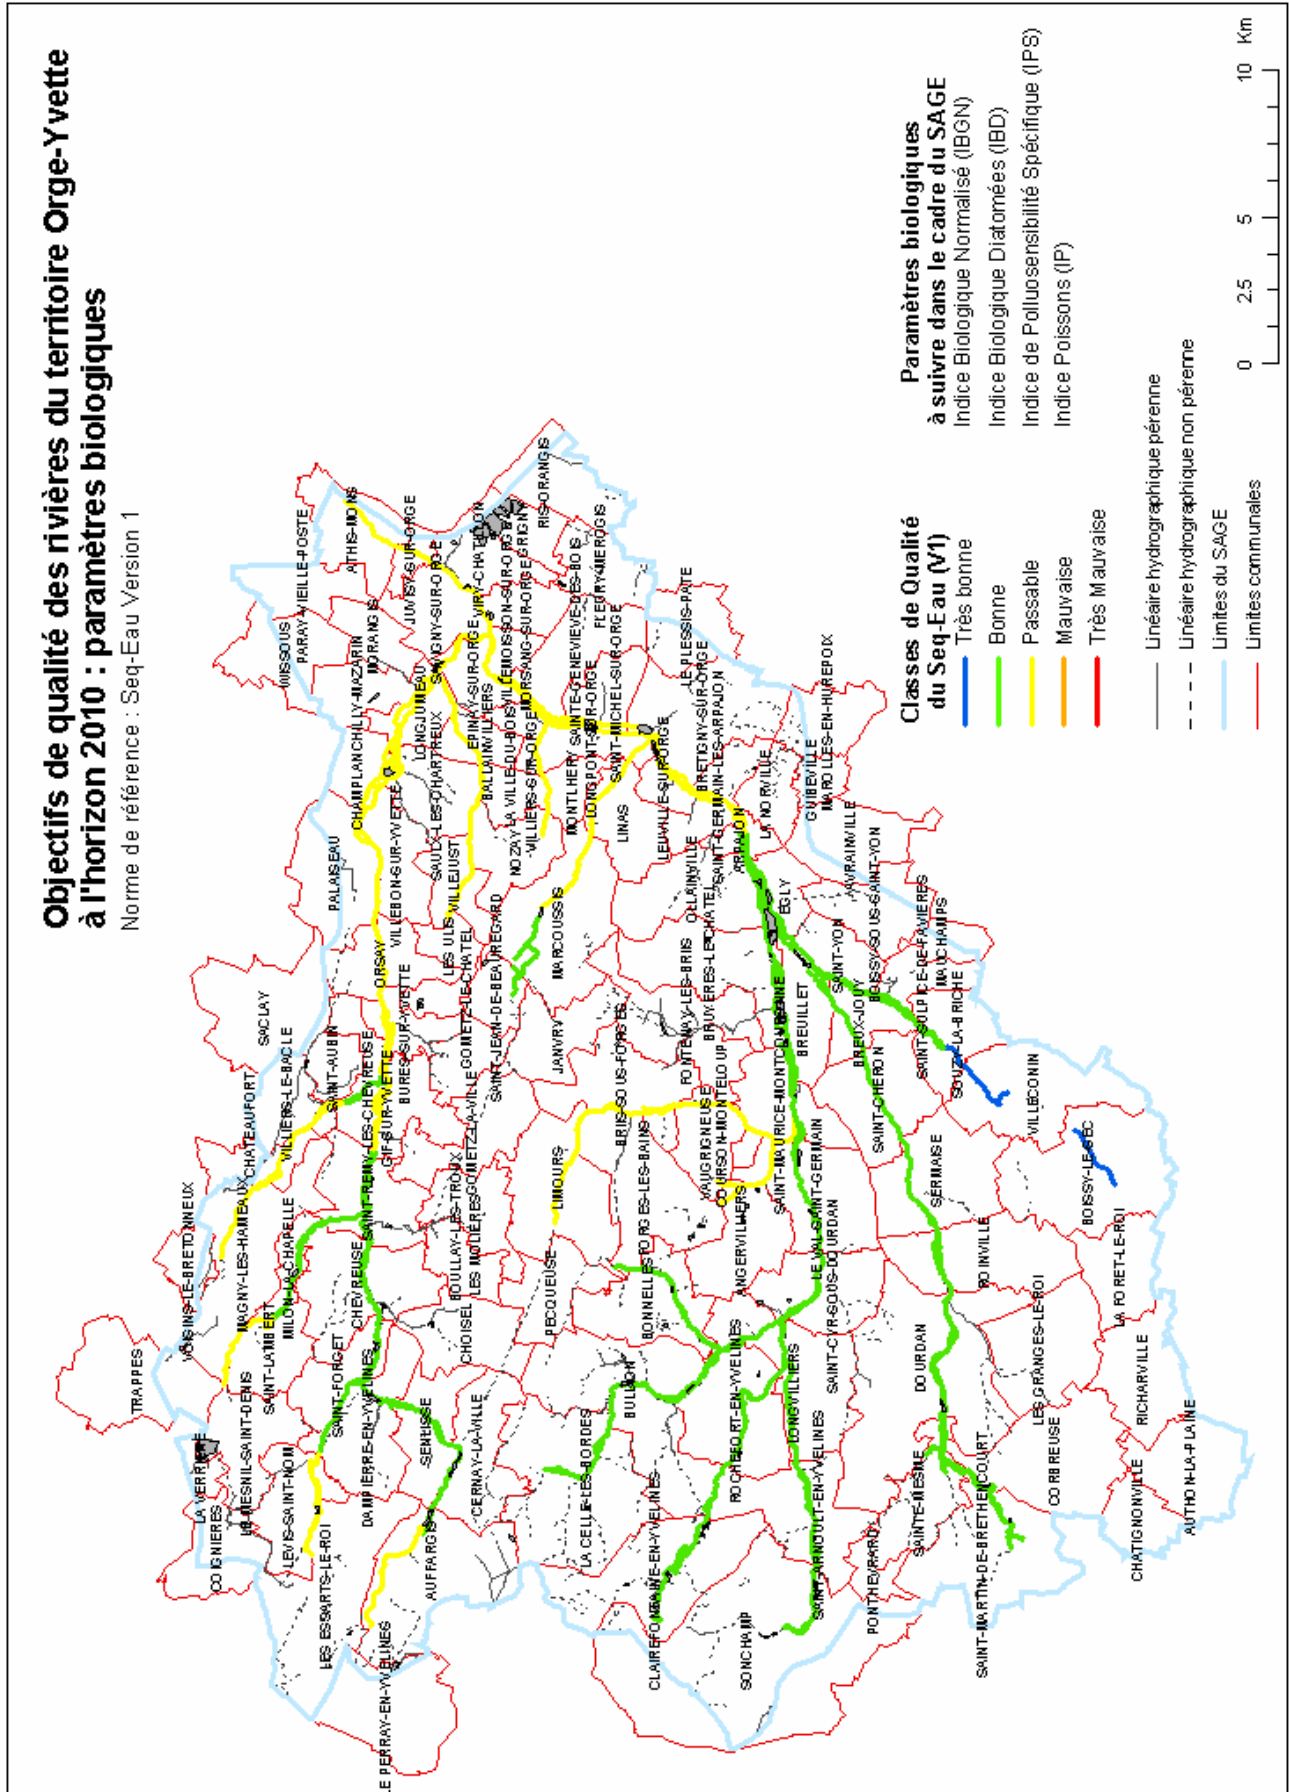 Objectifs de qualité des rivières du territoire Orge-Yvette
à l'horizon 2010 : paramètres biologiques
Norme de référence : Seq-Eau Version 1
TRAPPES
VOISINS-LE-BRETONNEUX
LA VERRIERE
COIGNIERES
LE-MESNIL-SAINT-DENIS
MAGNY-LES-HAMEAUX
CHATEAUFORT
SACLAY
VILLIERS-LE-BACLE
SAINT-LAMBERT
MILON-LA-CHAPELLE
LEVIS-SAINT-NOM
SAINT-AUBIN
PALAISEAU
WISSOUS
PARAY-VIEILLE-POSTE
ATHIS-MONS
CHAMPLAN
CHILLY-MAZARIN
MORANGIS
LES ESSARTS-LE-ROI
SAINT-FORGET
CHEVREUSE
SAINT-REMY-LES-CHEVREUSE
GIF-SUR-YVETTE
ORSAY
BURES-SUR-YVETTE
VILLEBON-SUR-YVETTE
LONGJUMEAU
JUVISY-SUR-ORGE
SAVIGNY-SUR-ORGE
LE PERRAY-EN-YVELINES
DAMPIERRE-EN-YVELINES
SENLISSE
AUFFARGIS
CHOISEL
BOULLAY-LES-TROUX
LES MOLIERES
GOMETZ-LA-VILLE
GOMETZ-LE-CHATEL
LES ULIS
VILLEJUST
SAULX-LES-CHARTREUX
BALLAINVILLIERS
EPINAY-SUR-ORGE
VIRY-CHATILLON
CERNAY-LA-VILLE
SAINT-JEAN-DE-BEAUREGARD
NOZAY
LA VILLE-DU-BOIS
VILLEMOISSON-SUR-ORGE
VILLIERS-SUR-ORGE
MORSANG-SUR-ORGE
GRIGNY
RIS-ORANGIS
PECQUEUSE
LIMOURS
JANVRY
MARCOUSSIS
MONTLHERY
SAINTE-GENEVIEVE-DES-BOIS
LONGPONT-SUR-ORGE
FLEURY-MEROGIS
SAINT-MICHEL-SUR-ORGE
LA CELLE-LES-BORDES
BULLION
BONNELLES
FORGES-LES-BAINS
BRIIS-SOUS-FORGES
LINAS
LEUVILLE-SUR-ORGE
LE-PLESSIS-PATE
BRETIGNY-SUR-ORGE
CLAIREFONTAINE-EN-YVELINES
FONTENAY-LES-BRIIS
BRUYERES-LE-CHATEL
OLLAINVILLE
SAINT-GERMAIN-LES-ARPAJON
VAUGRIGNEUSE
COURSON-MONTELOUP
ANGERVILLIERS
ROCHEFORT-EN-YVELINES
SONCHAMP
SAINT-MAURICE-MONTCOURONNE
ARPAJON
LA NORVILLE
EGLY
BREUILLET
LONGVILLIERS
LE VAL-SAINT-GERMAIN
SAINT-CYR-SOUS-DOURDAN
SAINT-ARNOULT-EN-YVELINES
GUIBEVILLE
MAROLLES-EN-HUREPOIX
AVRAINVILLE
SAINT-YON
BREUX-JOUY
BOISSY-SOUS-SAINT-YON
SAINT-CHERON
PONTHEVRARD
SAINTE-MESME
DOURDAN
SERMAISE
SAINT-SULPICE-DE-FAVIERES
MAUCHAMPS
SOUZY-LA-BRICHE
SAINT-MARTIN-DE-BRETHENCOURT
ROINVILLE
VILLECONIN
LES GRANGES-LE-ROI
CORBREUSE
BOISSY-LE-SEC
LA FORET-LE-ROI
RICHARVILLE
CHATIGNONVILLE
AUTHON-LA-PLAINE
Classes de Qualité
du Seq-Eau (V1)
Très bonne
Bonne
Passable
Mauvaise
Très Mauvaise
Linéaire hydrographique pérenne
Linéaire hydrographique non pérenne
Limites du SAGE
Limites communales
Paramètres biologiques
à suivre dans le cadre du SAGE
Indice Biologique Normalisé (IBGN)
Indice Biologique Diatomées (IBD)
Indice de Polluosensibilité Spécifique (IPS)
Indice Poissons (IP)
0 2.5 5 10 Km